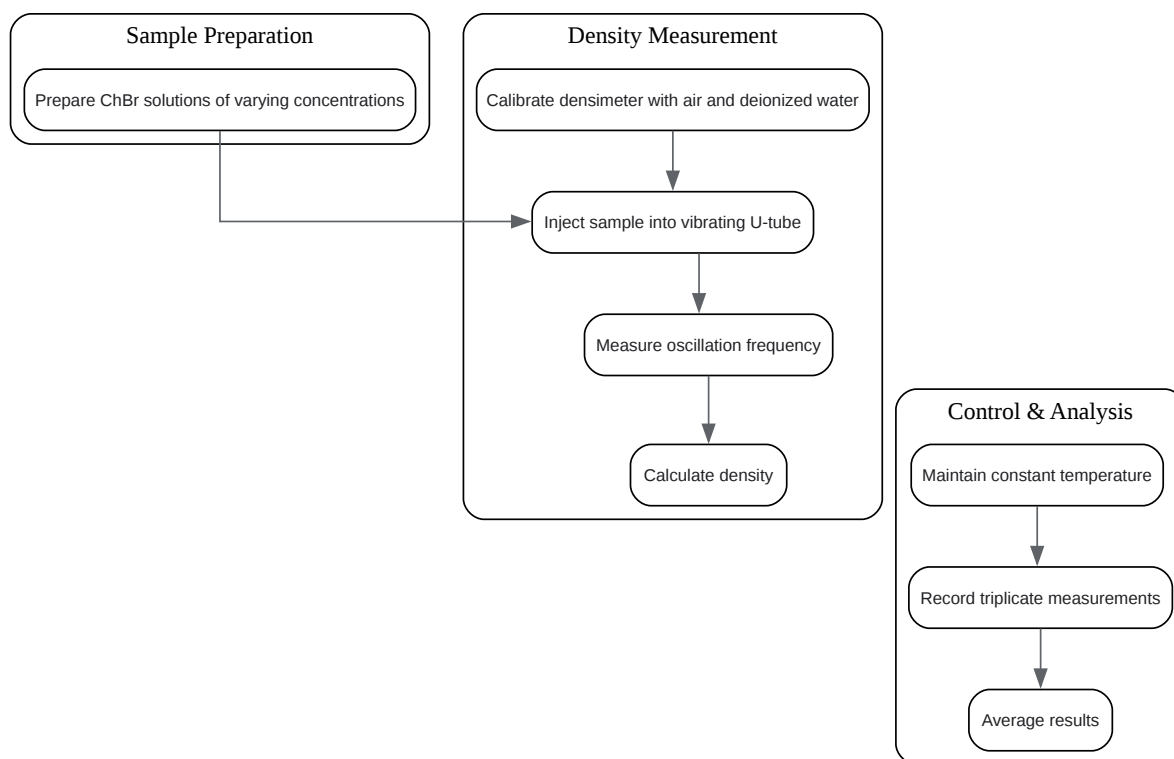 Sample Preparation
Prepare ChBr solutions of varying concentrations
Density Measurement
Calibrate densimeter with air and deionized water
Inject sample into vibrating U-tube
Measure oscillation frequency
Calculate density
Control & Analysis
Maintain constant temperature
Record triplicate measurements
Average results